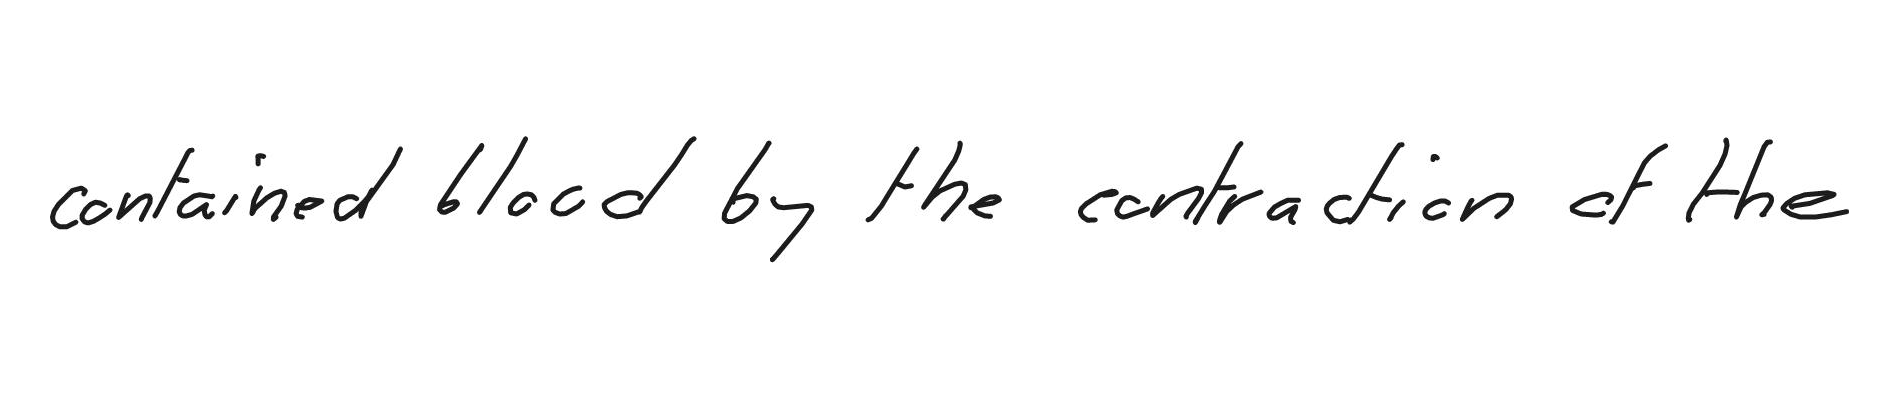 contained blood by the contraction of the